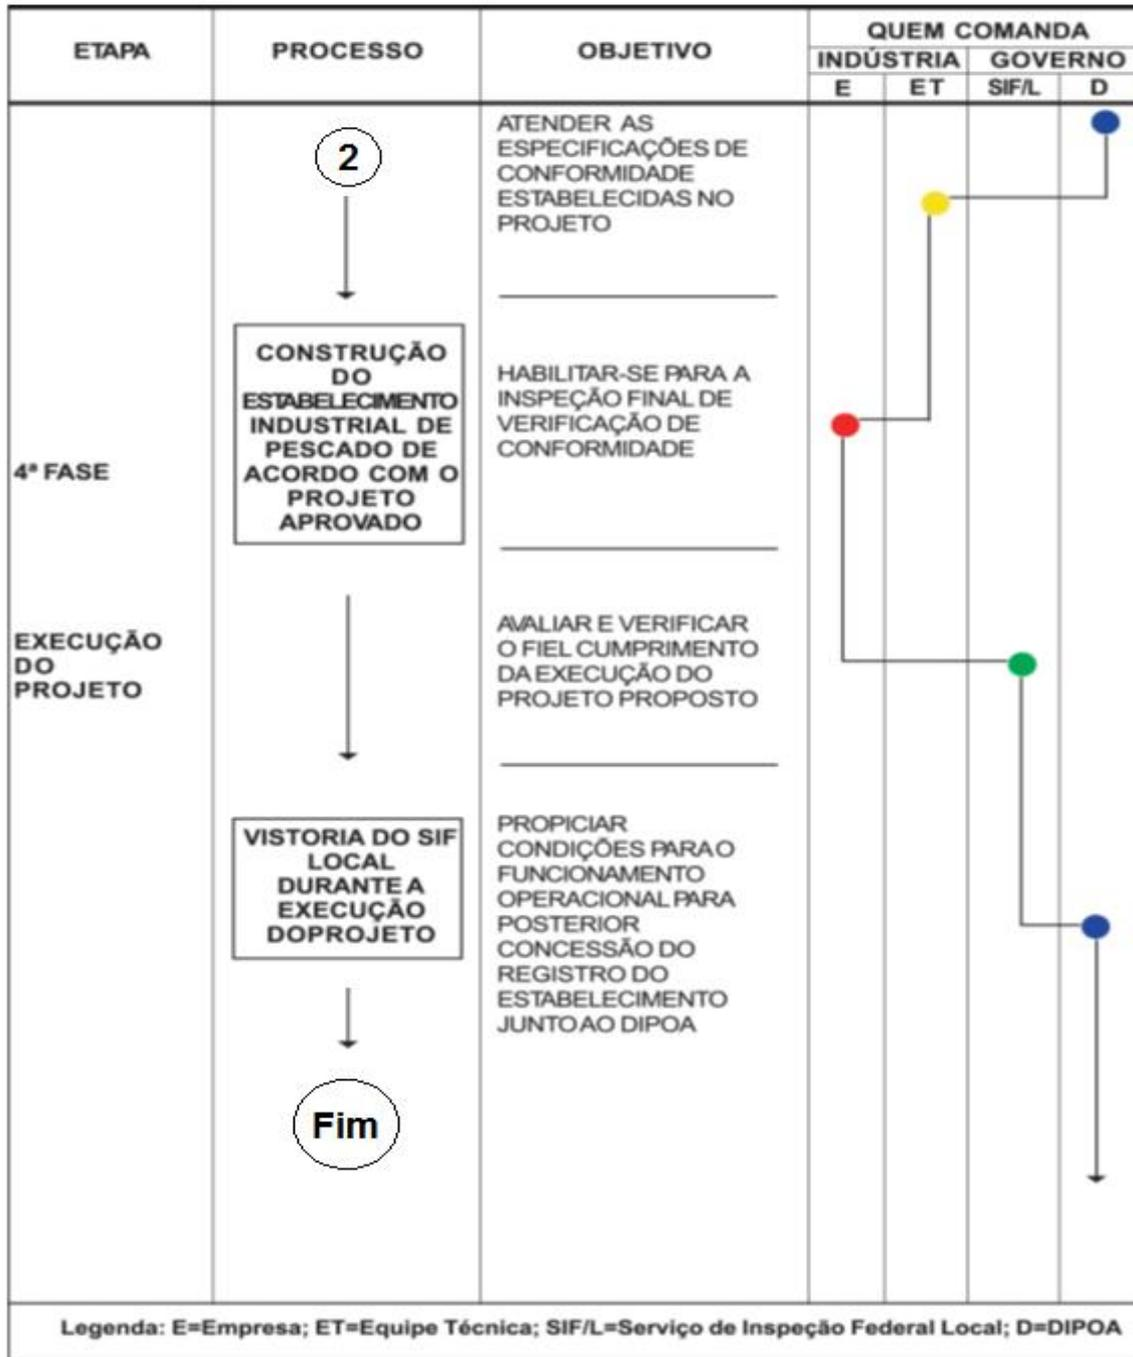 ETAPA
PROCESSO
OBJETIVO
QUEM COMANDA
INDÚSTRIA
GOVERNO
E
ET
SIF/L
D
4ª FASE
EXECUÇÃO
DO
PROJETO
2
CONSTRUÇÃO
DO
ESTABELECIMENTO
INDUSTRIAL DE
PESCADO DE
ACORDO COM O
PROJETO
APROVADO
VISTORIA DO SIF
LOCAL
DURANTE A
EXECUÇÃO
DOPROJETO
Fim
ATENDER AS
ESPECIFICAÇÕES DE
CONFORMIDADE
ESTABELECIDAS NO
PROJETO
HABILITAR-SE PARA A
INSPEÇÃO FINAL DE
VERIFICAÇÃO DE
CONFORMIDADE
AVALIAR E VERIFICAR
O FIEL CUMPRIMENTO
DA EXECUÇÃO DO
PROJETO PROPOSTO
PROPICIAR
CONDIÇÕES PARA O
FUNCIONAMENTO
OPERACIONAL PARA
POSTERIOR
CONCESSÃO DO
REGISTRO DO
ESTABELECIMENTO
JUNTO AO DIPOA
Legenda: E=Empresa; ET=Equipe Técnica; SIF/L=Serviço de Inspeção Federal Local; D=DIPOA